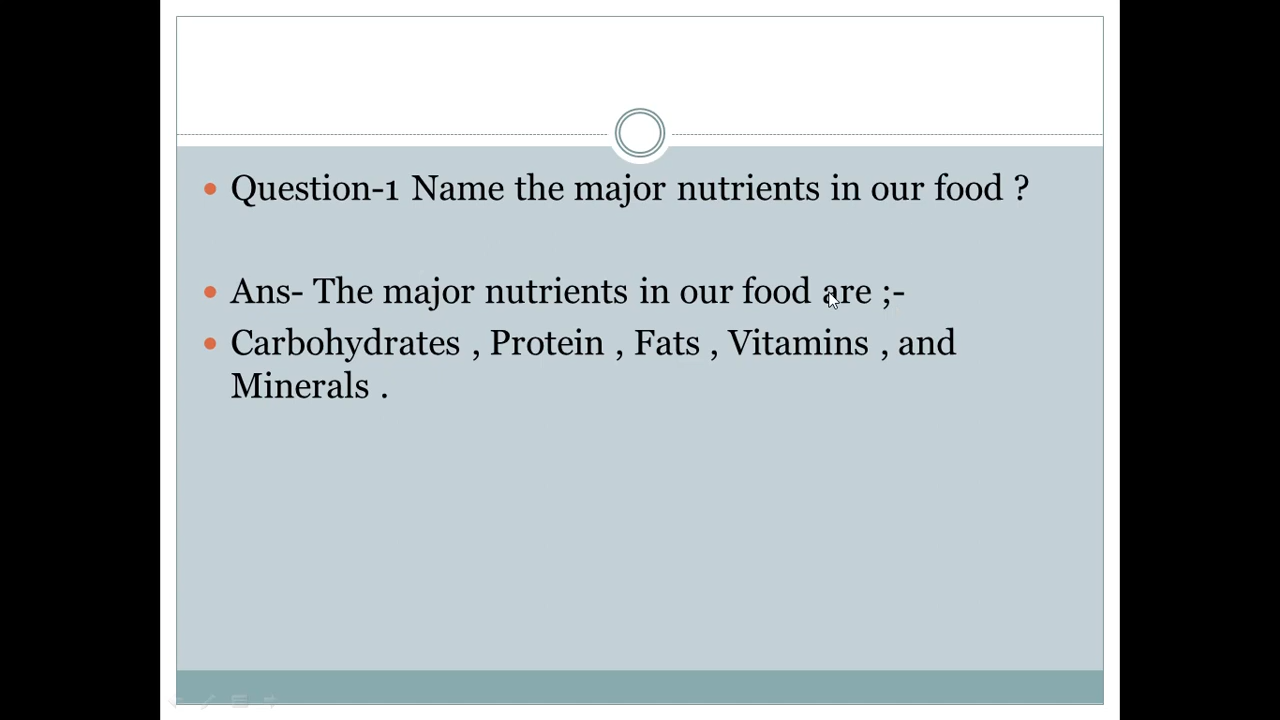 Question-1 Name the major nutrients in our food ?
Ans- The major nutrients in our food are ;-
Carbohydrates , Protein , Fats , Vitamins , and
Minerals .